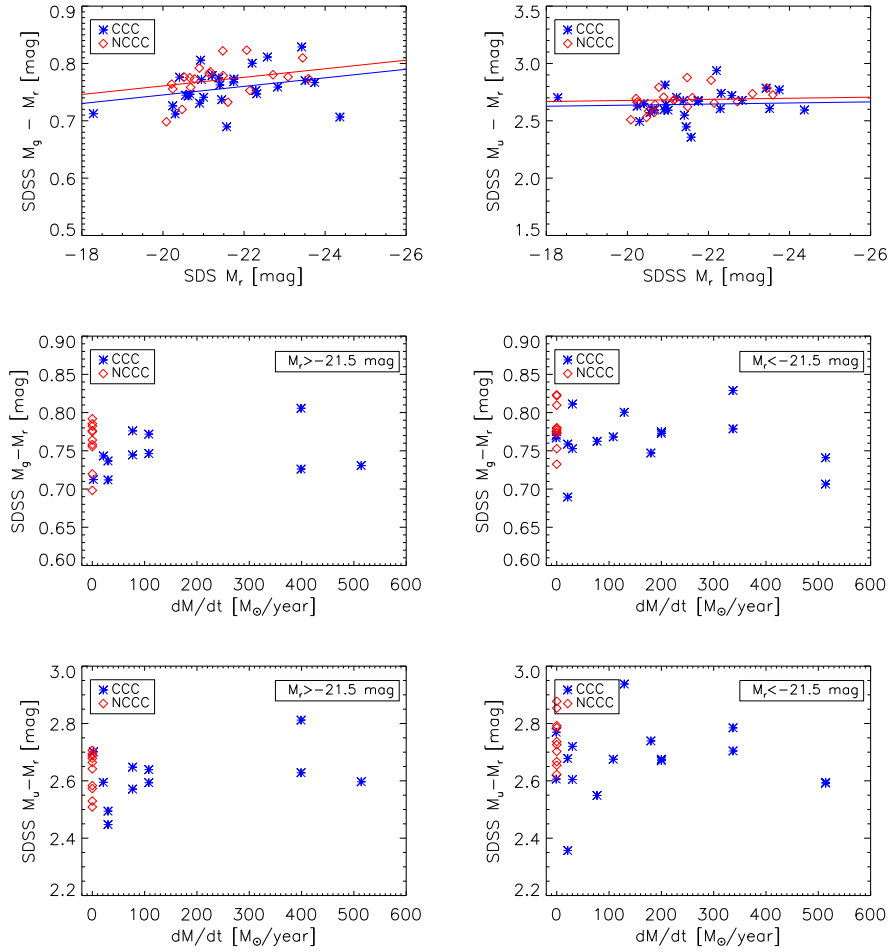 SDSS M_g − M_r [mag]
0.9
0.8
0.7
0.6
0.5
CCC
NCCC
−18 −20 −22 −24 −26
SDS M_r [mag]
SDSS M_u − M_r [mag]
3.5
3.0
2.5
2.0
1.5
CCC
NCCC
−18 −20 −22 −24 −26
SDSS M_r [mag]
SDSS M_g−M_r [mag]
0.90
0.85
0.80
0.75
0.70
0.65
0.60
CCC
NCCC
M_r>−21.5 mag
0 100 200 300 400 500 600
dM/dt [M_⊙/year]
SDSS M_g−M_r [mag]
0.90
0.85
0.80
0.75
0.70
0.65
0.60
CCC
NCCC
M_r<−21.5 mag
0 100 200 300 400 500 600
dM/dt [M_⊙/year]
SDSS M_u−M_r [mag]
3.0
2.8
2.6
2.4
2.2
CCC
NCCC
M_r>−21.5 mag
0 100 200 300 400 500 600
dM/dt [M_⊙/year]
SDSS M_u−M_r [mag]
3.0
2.8
2.6
2.4
2.2
CCC
NCCC
M_r<−21.5 mag
0 100 200 300 400 500 600
dM/dt [M_⊙/year]